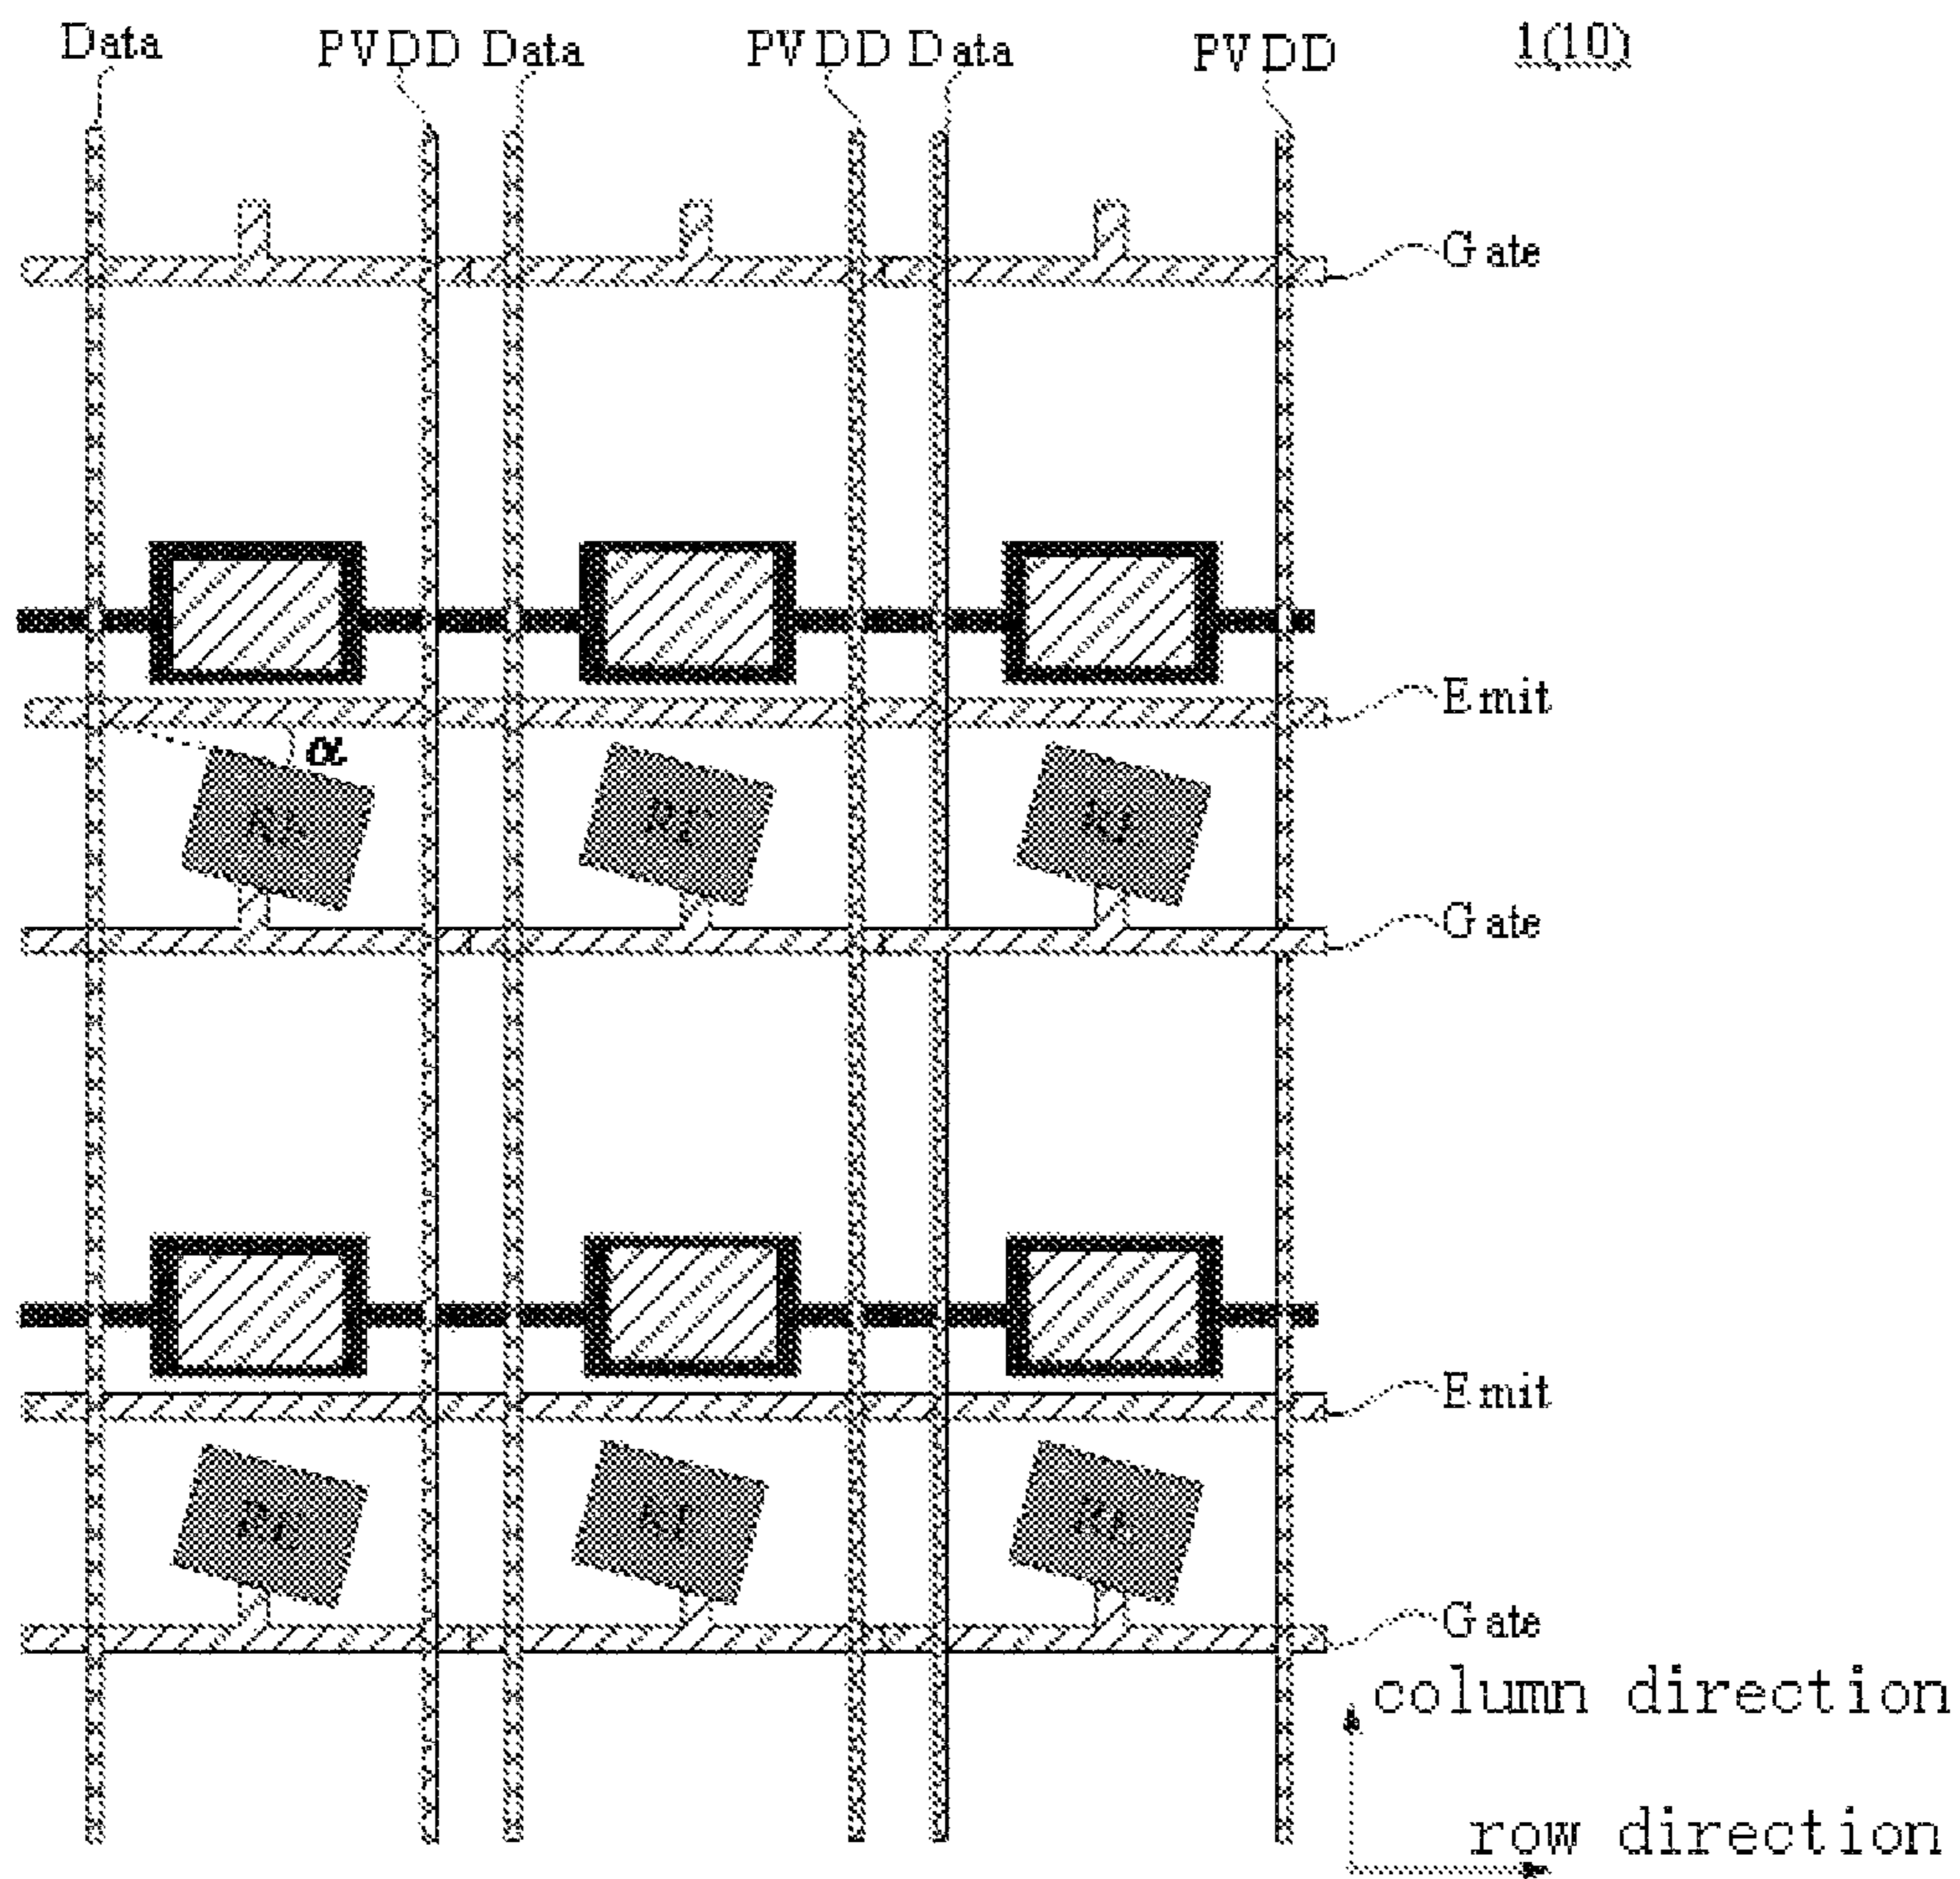 Data
PVDD
Data
PVDD
Data
PVDD
1(10)
Gate
Emit
α
Gate
Emit
Gate
column direction
row direction